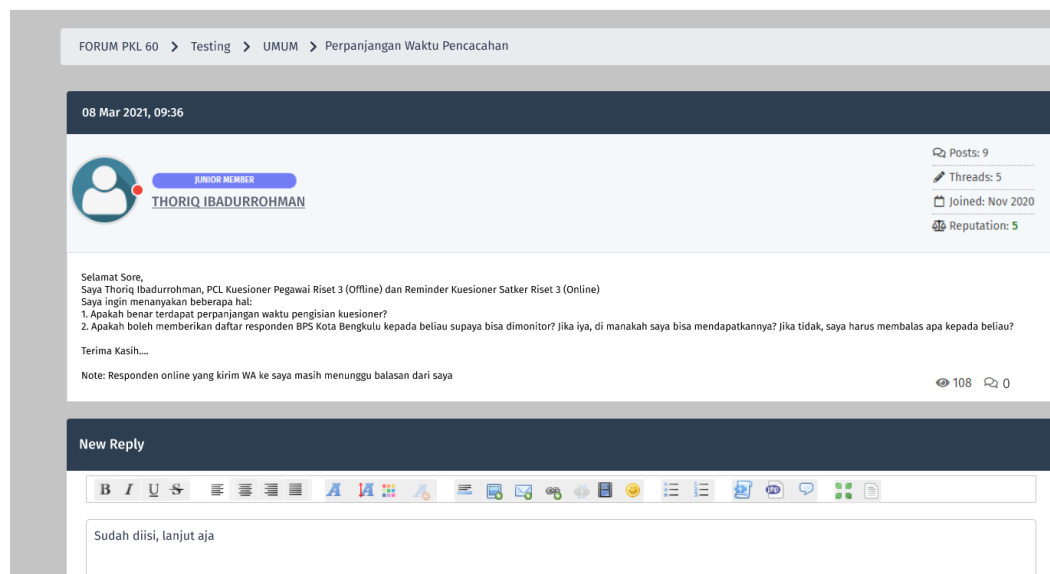 FORUM PKL 60 > Testing > UMUM > Perpanjangan Waktu Pencacahan
08 Mar 2021, 09:36
JUNIOR MEMBER
THORIQ IBADURROHMAN
Posts: 9
Threads: 5
Joined: Nov 2020
Reputation: 5
Selamat Sore,
Saya Thoriq Ibadurrohman, PCL Kuesioner Pegawai Riset 3 (Offline) dan Reminder Kuesioner Satker Riset 3 (Online)
Saya ingin menanyakan beberapa hal:
1. Apakah benar terdapat perpanjangan waktu pengisian kuesioner?
2. Apakah boleh memberikan daftar responden BPS Kota Bengkulu kepada beliau supaya bisa dimonitor? Jika iya, di manakah saya bisa mendapatkannya? Jika tidak, saya harus membalas apa kepada beliau?
Terima Kasih....
Note: Responden online yang kirim WA ke saya masih menunggu balasan dari saya
108 0
New Reply
B I U S
Sudah diisi, lanjut aja